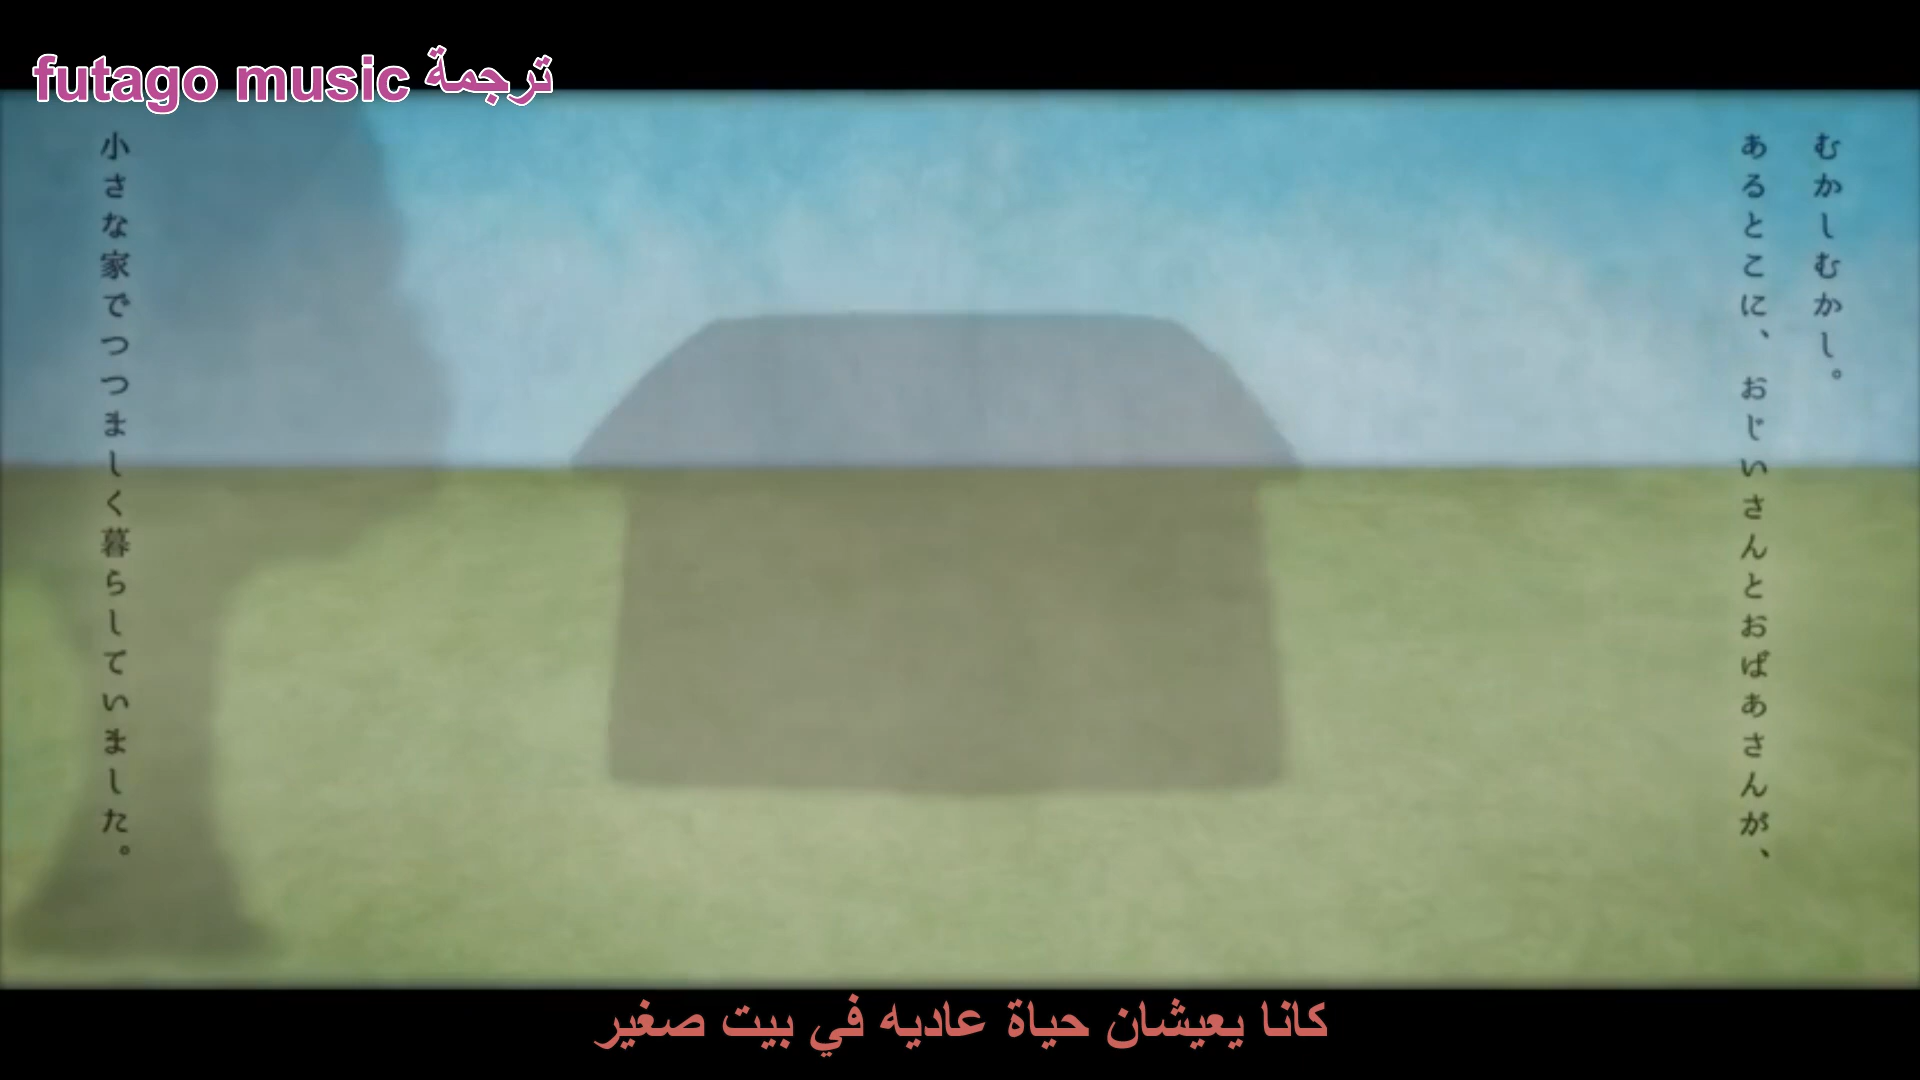 futago music ترجمة
むかしむかし。
あるとこに、おじいさんとおばあさんが、
小さな家でつつましく暮らしていました。
كانا يعيشان حياة عاديه في بيت صغير